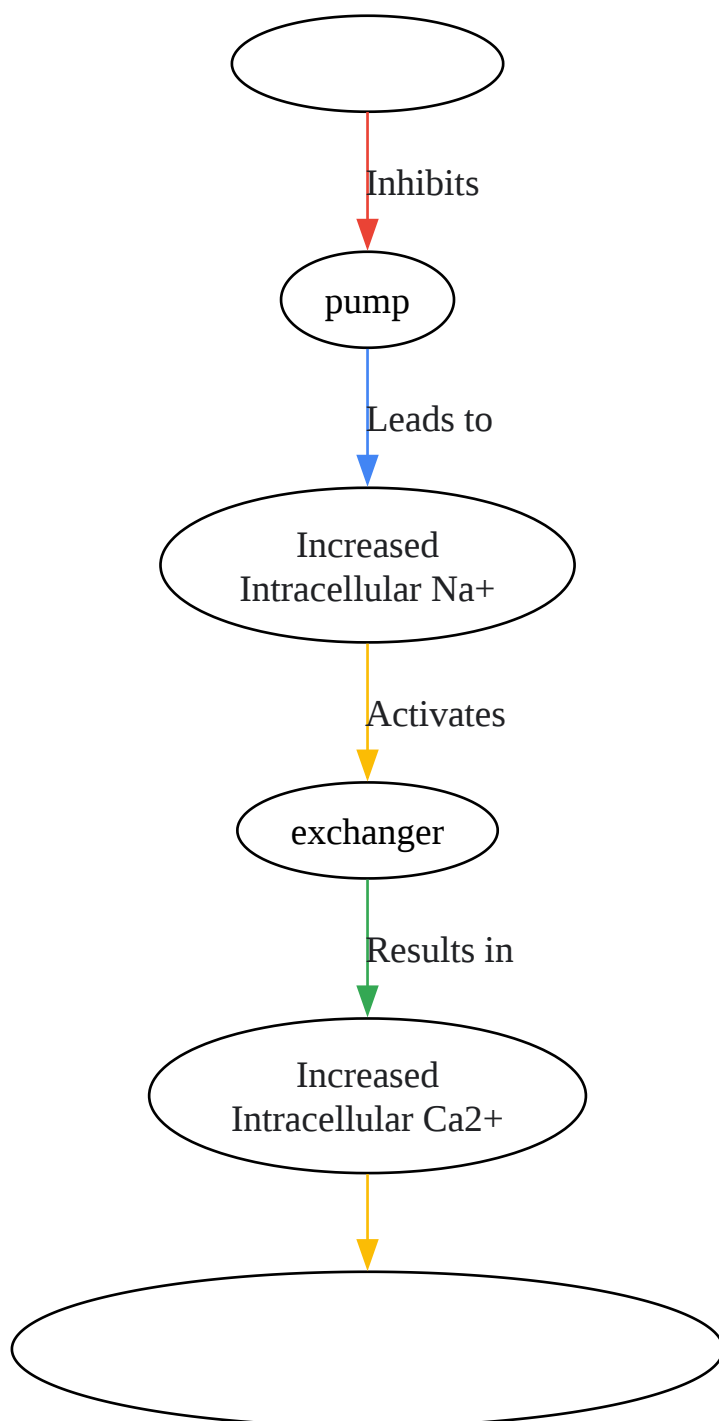 Inhibits
pump
Leads to
Increased
Intracellular Na+
Activates
exchanger
Results in
Increased
Intracellular Ca2+